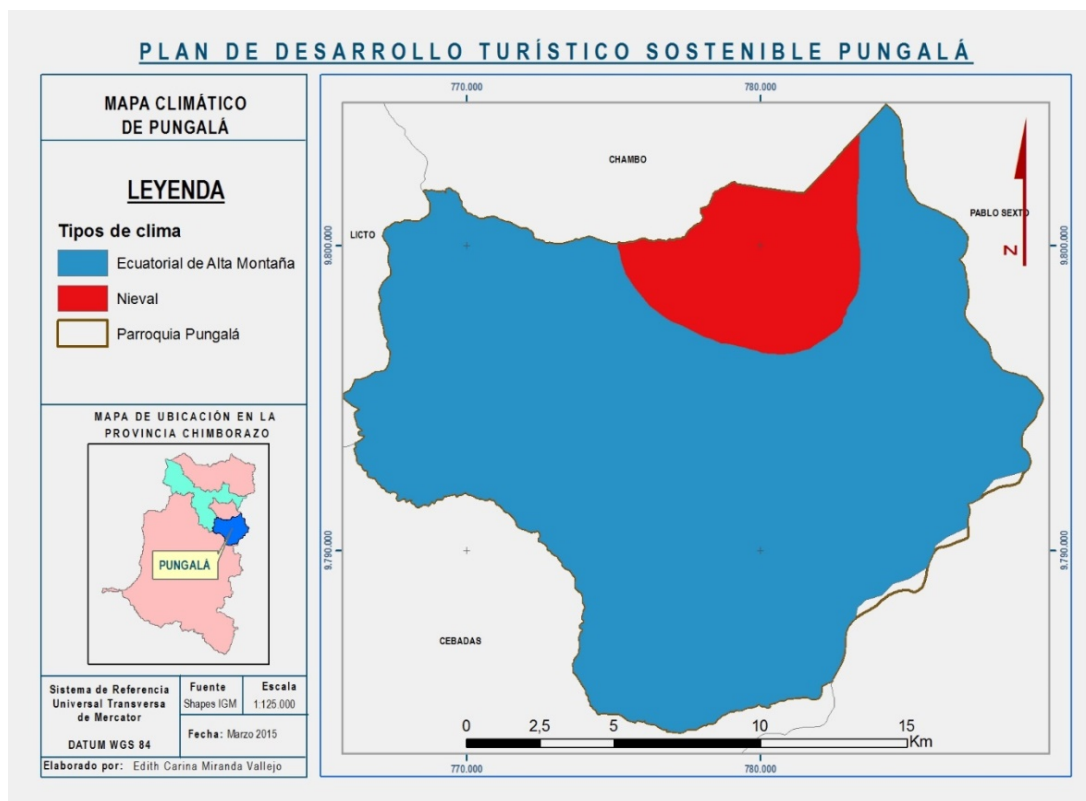 PLAN DE DESARROLLO TURÍSTICO SOSTENIBLE PUNGALÁ
MAPA CLIMÁTICO
DE PUNGALÁ
LEYENDA
Tipos de clima
Ecuatorial de Alta Montaña
Nieval
Parroquia Pungalá
MAPA DE UBICACIÓN EN LA
PROVINCIA CHIMBORAZO
PUNGALÀ
Sistema de Referencia
Universal Transversa
de Mercator
DATUM WGS 84
Fuente
Shapes IGM
Escala
1:125.000
Fecha: Marzo 2015
Elaborado por: Edith Carina Miranda Vallejo
770.000
780.000
CHAMBO
PABLO SEXTO
LICTO
N
9.800.000
9.800.000
9.790.000
9.790.000
CEBADAS
0
2,5
5
10
15
Km
770.000
780.000